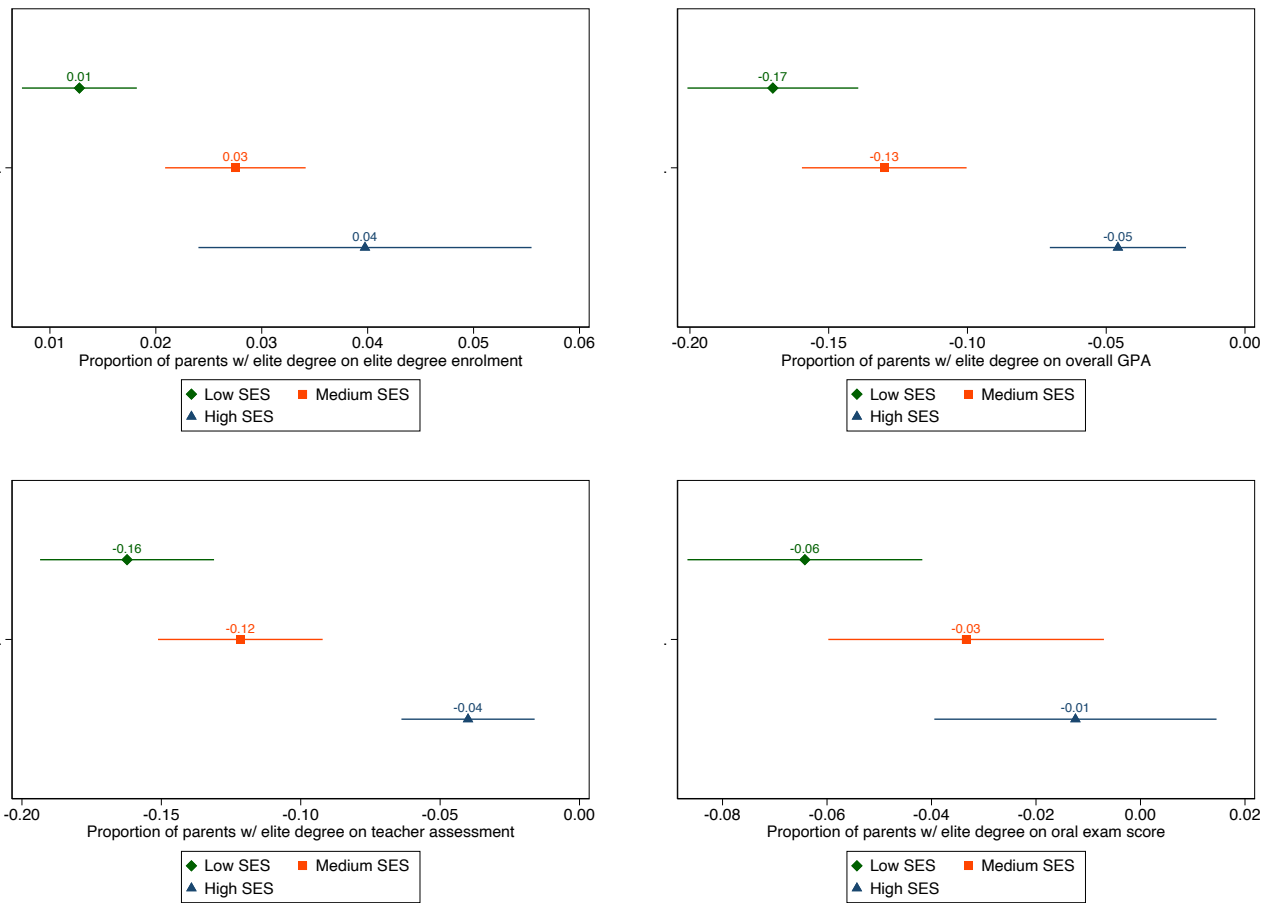 0.01
0.03
0.04
0.01 0.02 0.03 0.04 0.05 0.06
Proportion of parents w/ elite degree on elite degree enrolment
Low SES Medium SES
High SES
-0.17
-0.13
-0.05
-0.20 -0.15 -0.10 -0.05 0.00
Proportion of parents w/ elite degree on overall GPA
Low SES Medium SES
High SES
-0.16
-0.12
-0.04
-0.20 -0.15 -0.10 -0.05 0.00
Proportion of parents w/ elite degree on teacher assessment
Low SES Medium SES
High SES
-0.06
-0.03
-0.01
-0.08 -0.06 -0.04 -0.02 0.00 0.02
Proportion of parents w/ elite degree on oral exam score
Low SES Medium SES
High SES